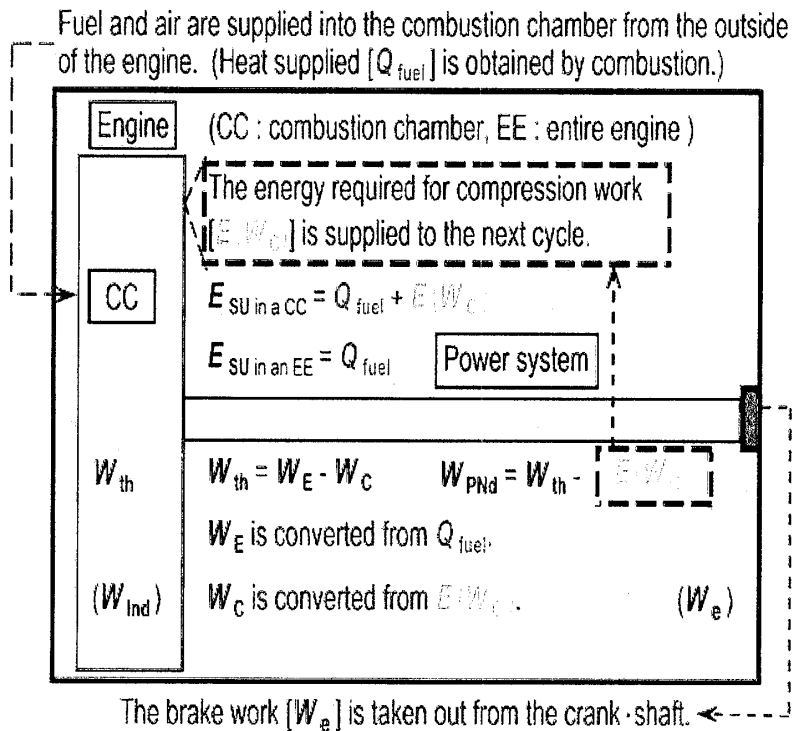 Fuel and air are supplied into the combustion chamber from the outside
of the engine. (Heat supplied [Q fuel] is obtained by combustion.)
Engine (CC : combustion chamber, EE : entire engine )
The energy required for compression work
[E(W C)] is supplied to the next cycle.
CC E SU in a CC = Q fuel + E(W C)
E SU in an EE = Q fuel Power system
W th W th = W E - W C W PNd = W th - E(W C)
W E is converted from Q fuel.
(W Ind) W C is converted from E(W C). (W e)
The brake work [W e] is taken out from the crank·shaft.